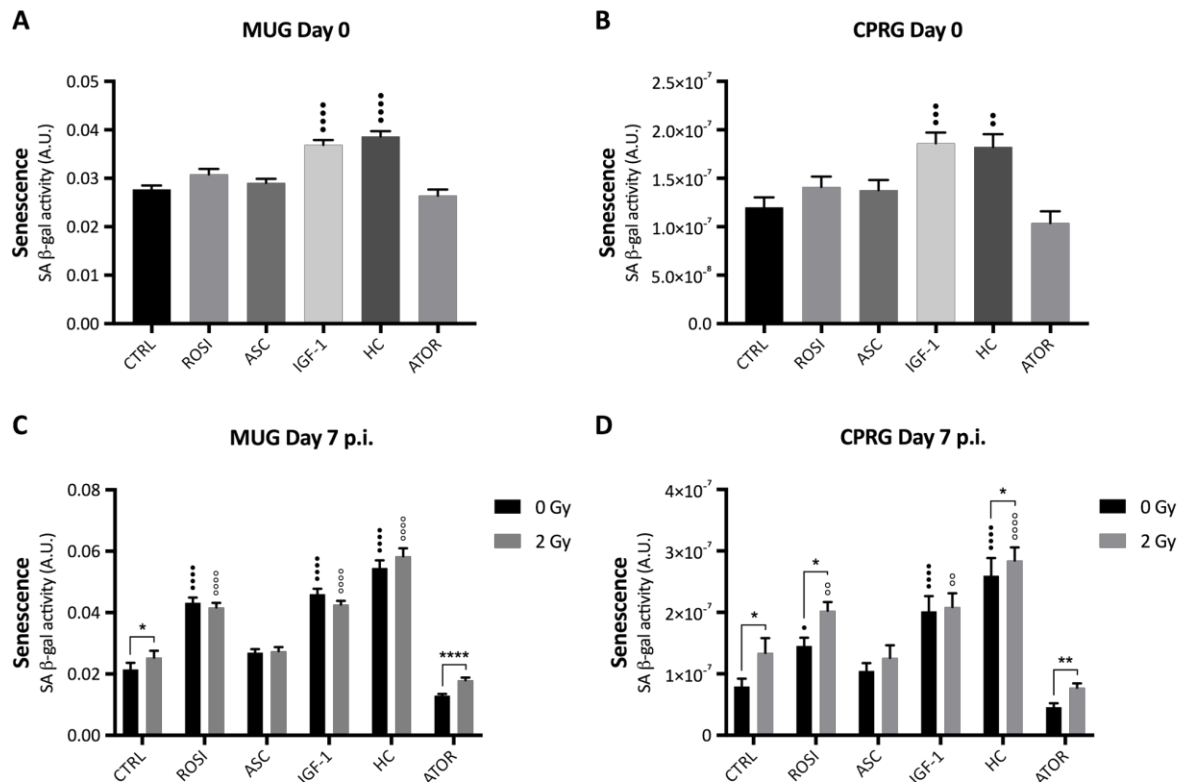 A
MUG Day 0
Senescence
SA β-gal activity (A.U.)
0.05
0.04
0.03
0.02
0.01
0.00
CTRL
ROSI
ASC
IGF-1
HC
ATOR
B
CPRG Day 0
Senescence
SA β-gal activity (A.U.)
2.5×10⁻⁷
2.0×10⁻⁷
1.5×10⁻⁷
1.0×10⁻⁷
5.0×10⁻⁸
0.0
CTRL
ROSI
ASC
IGF-1
HC
ATOR
C
MUG Day 7 p.i.
Senescence
SA β-gal activity (A.U.)
0.08
0.06
0.04
0.02
0.00
*
****
CTRL
ROSI
ASC
IGF-1
HC
ATOR
0 Gy
2 Gy
D
CPRG Day 7 p.i.
Senescence
SA β-gal activity (A.U.)
4×10⁻⁷
3×10⁻⁷
2×10⁻⁷
1×10⁻⁷
0
*
*
*
**
CTRL
ROSI
ASC
IGF-1
HC
ATOR
0 Gy
2 Gy